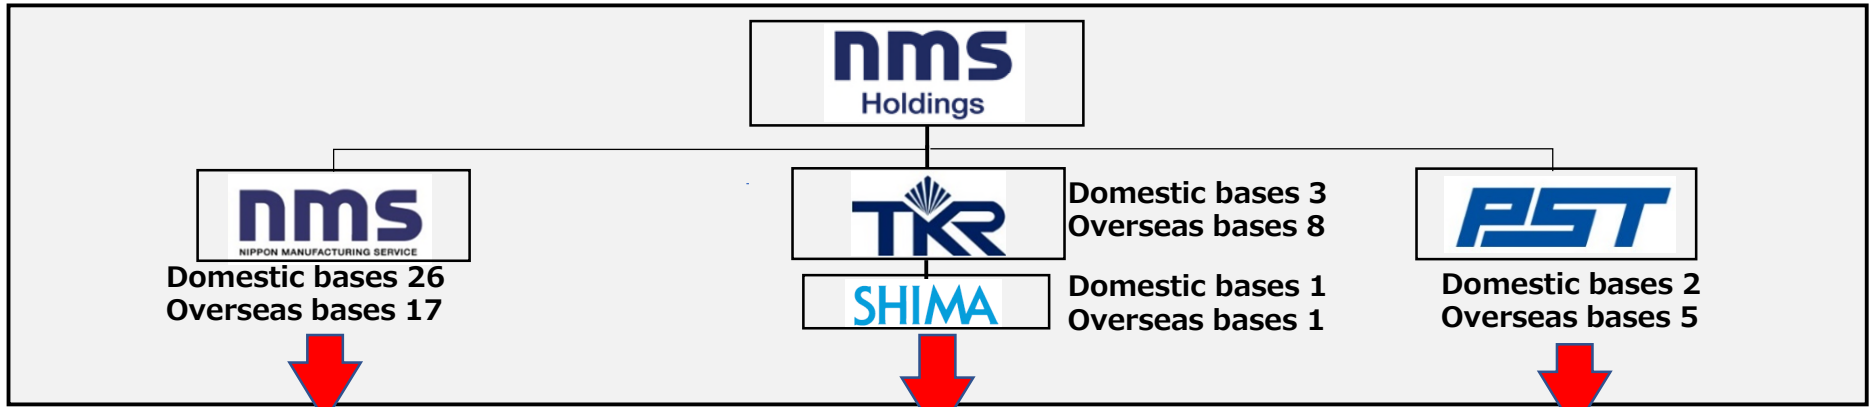 nms
Holdings
nms
NIPPON MANUFACTURING SERVICE
Domestic bases 26
Overseas bases 17
TKR
Domestic bases 3
Overseas bases 8
SHIMA
Domestic bases 1
Overseas bases 1
PST
Domestic bases 2
Overseas bases 5